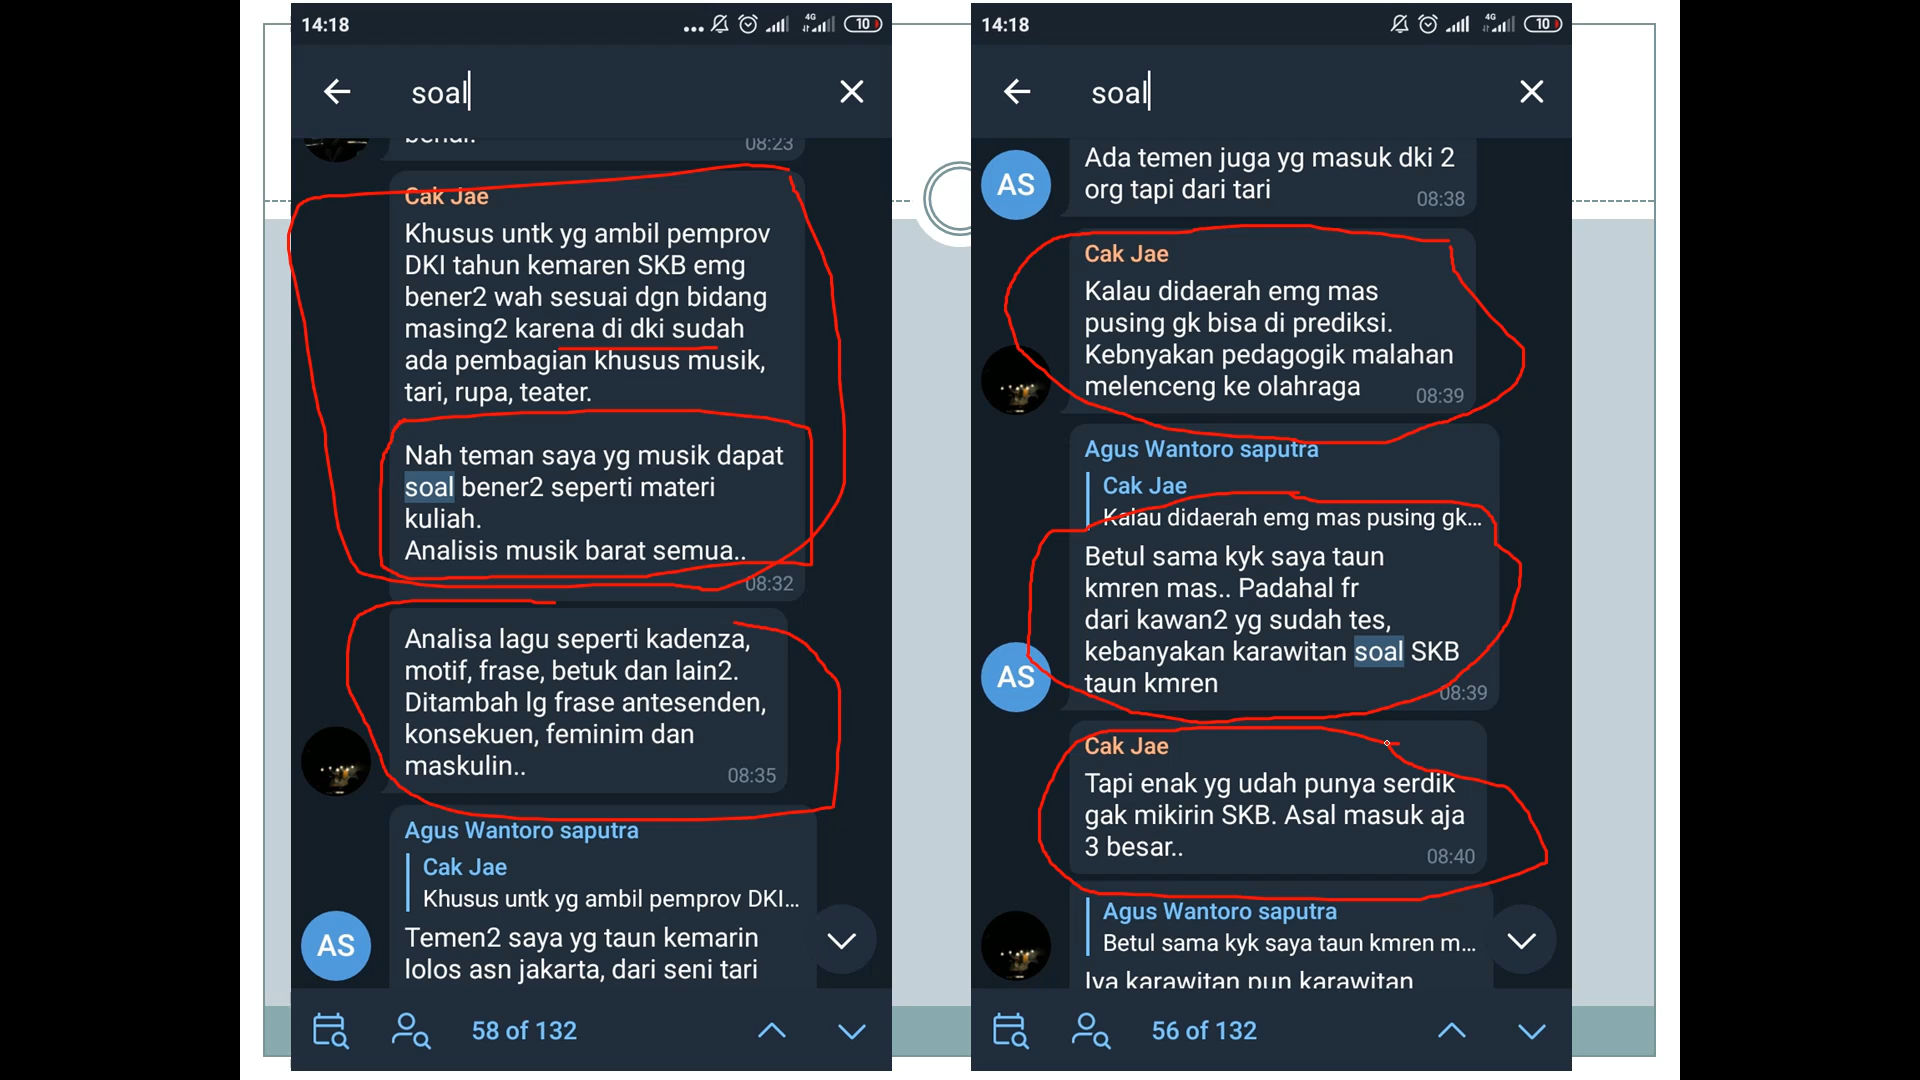 14:18
4G
10
soal
bendi.
08:23
Cak Jae
Khusus untk yg ambil pemprov
DKI tahun kemaren SKB emg
bener2 wah sesuai dgn bidang
masing2 karena di dki sudah
ada pembagian khusus musik,
tari, rupa, teater.
Nah teman saya yg musik dapat
soal bener2 seperti materi
kuliah.
Analisis musik barat semua..
08:32
Analisa lagu seperti kadenza,
motif, frase, betuk dan lain2.
Ditambah lg frase antesenden,
konsekuen, feminim dan
maskulin..
08:35
Agus Wantoro saputra
Cak Jae
Khusus untk yg ambil pemprov DKI...
AS
Temen2 saya yg taun kemarin
lolos asn jakarta, dari seni tari
58 of 132
14:18
4G
10
soal
AS
Ada temen juga yg masuk dki 2
org tapi dari tari
08:38
Cak Jae
Kalau didaerah emg mas
pusing gk bisa di prediksi.
Kebnyakan pedagogik malahan
melenceng ke olahraga
08:39
Agus Wantoro saputra
Cak Jae
Kalau didaerah emg mas pusing gk...
Betul sama kyk saya taun
kmren mas.. Padahal fr
dari kawan2 yg sudah tes,
kebanyakan karawitan soal SKB
taun kmren
AS
08:39
Cak Jae
Tapi enak yg udah punya serdik
gak mikirin SKB. Asal masuk aja
3 besar..
08:40
Agus Wantoro saputra
Betul sama kyk saya taun kmren m...
Iya karawitan pun karawitan
56 of 132